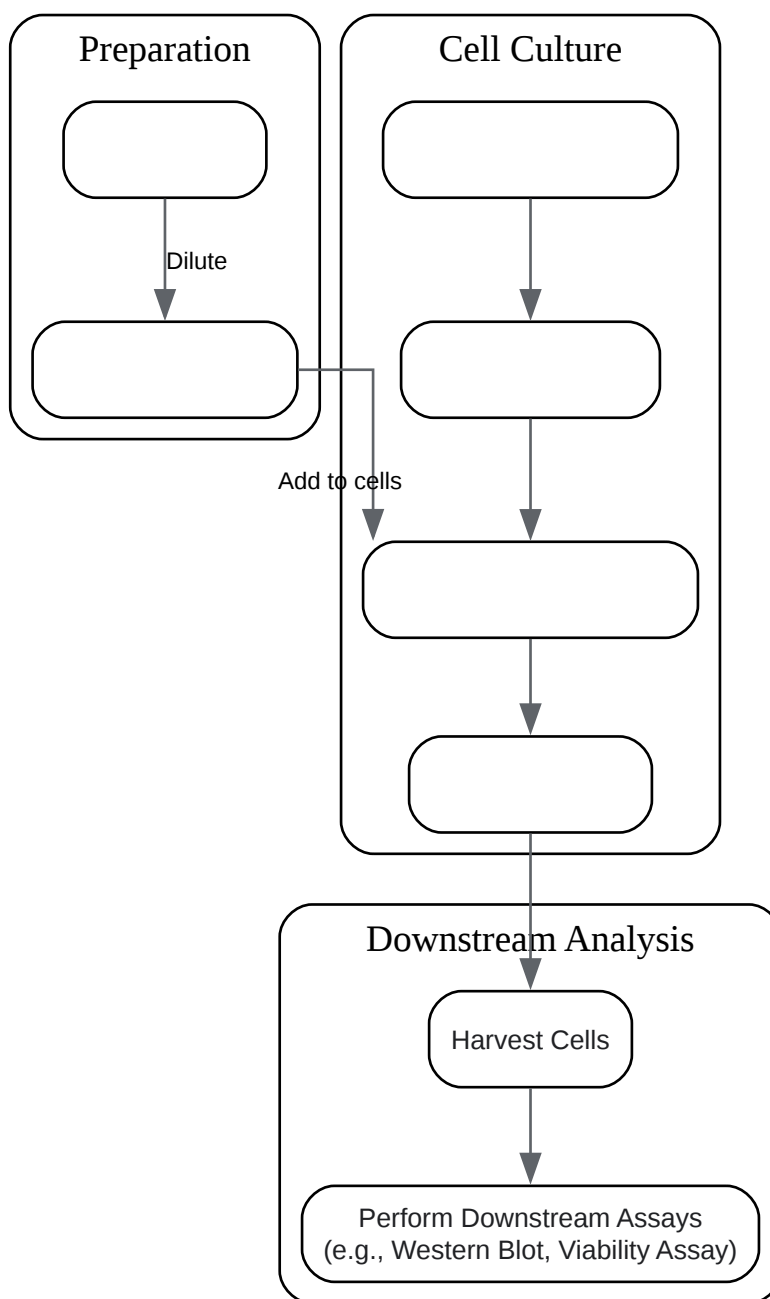 Preparation
Cell Culture
Dilute
Add to cells
Downstream Analysis
Harvest Cells
Perform Downstream Assays
(e.g., Western Blot, Viability Assay)